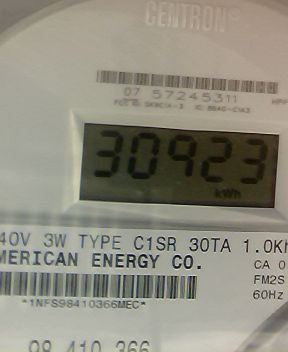 CENTRON®
07 57245311
30923
kWh
40V 3W TYPE C1SR 30TA 1.0Kh
MERICAN ENERGY CO.
CA 0
FM2S
60Hz
*1NFS98410366MEC*
98 410 366